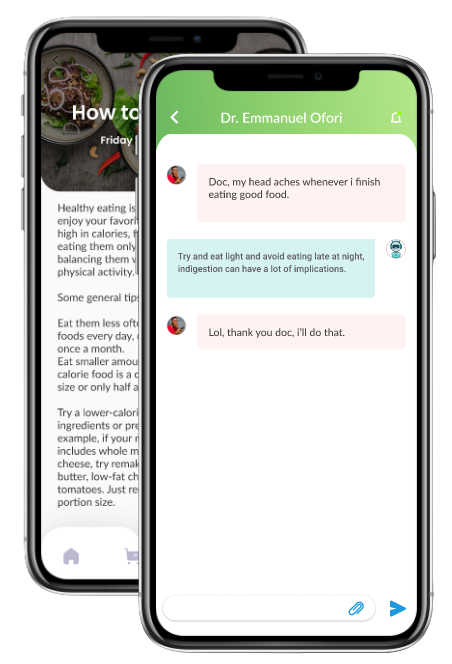 How to
Friday
Healthy eating is
enjoy your favori
high in calories, f
eating them only
balancing them w
physical activity.
Some general tips
Eat them less ofte
foods every day, c
once a month.
Eat smaller amou
calorie food is a c
size or only half a
Try a lower-calori
ingredients or pre
example, if your r
includes whole m
cheese, try remak
butter, low-fat ch
tomatoes. Just re
portion size.
Dr. Emmanuel Ofori
Doc, my head aches whenever i finish
eating good food.
Try and eat light and avoid eating late at night,
indigestion can have a lot of implications.
Lol, thank you doc, i'll do that.